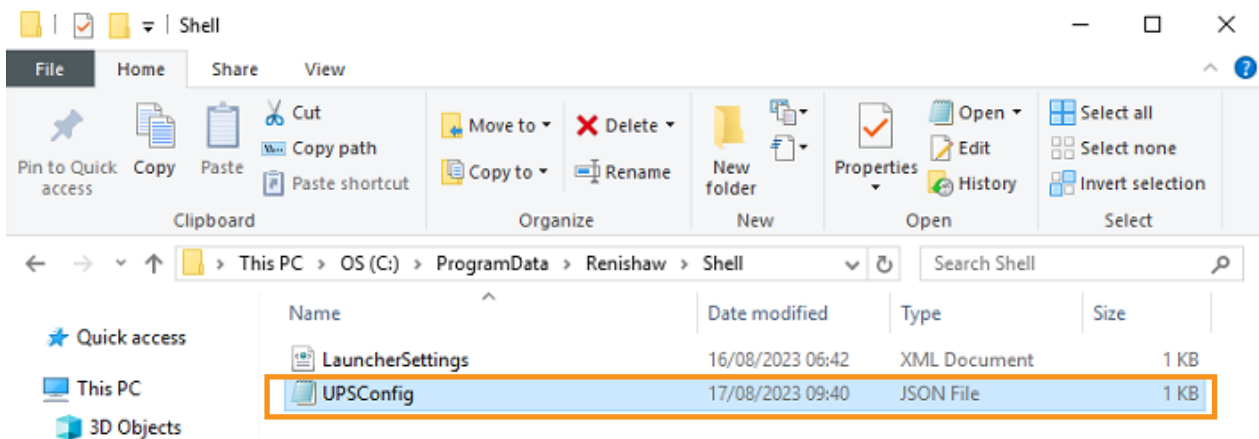 Shell
File Home Share View
Pin to Quick access
Copy
Paste
Cut
Copy path
Paste shortcut
Clipboard
Move to
Copy to
Delete
Rename
Organize
New folder
New
Properties
Open
Edit
History
Open
Select all
Select none
Invert selection
Select
This PC > OS (C:) > ProgramData > Renishaw > Shell
Search Shell
Name Date modified Type Size
Quick access
This PC
3D Objects
LauncherSettings 16/08/2023 06:42 XML Document 1 KB
UPSConfig 17/08/2023 09:40 JSON File 1 KB